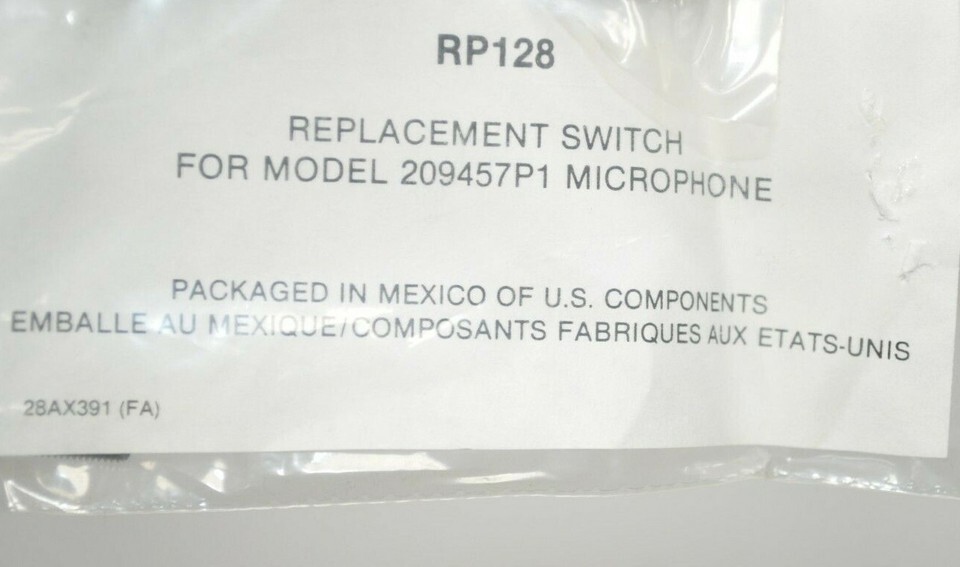 RP128
REPLACEMENT SWITCH
FOR MODEL 209457P1 MICROPHONE
PACKAGED IN MEXICO OF U.S. COMPONENTS
EMBALLE AU MEXIQUE/COMPOSANTS FABRIQUES AUX ETATS-UNIS
28AX391 (FA)